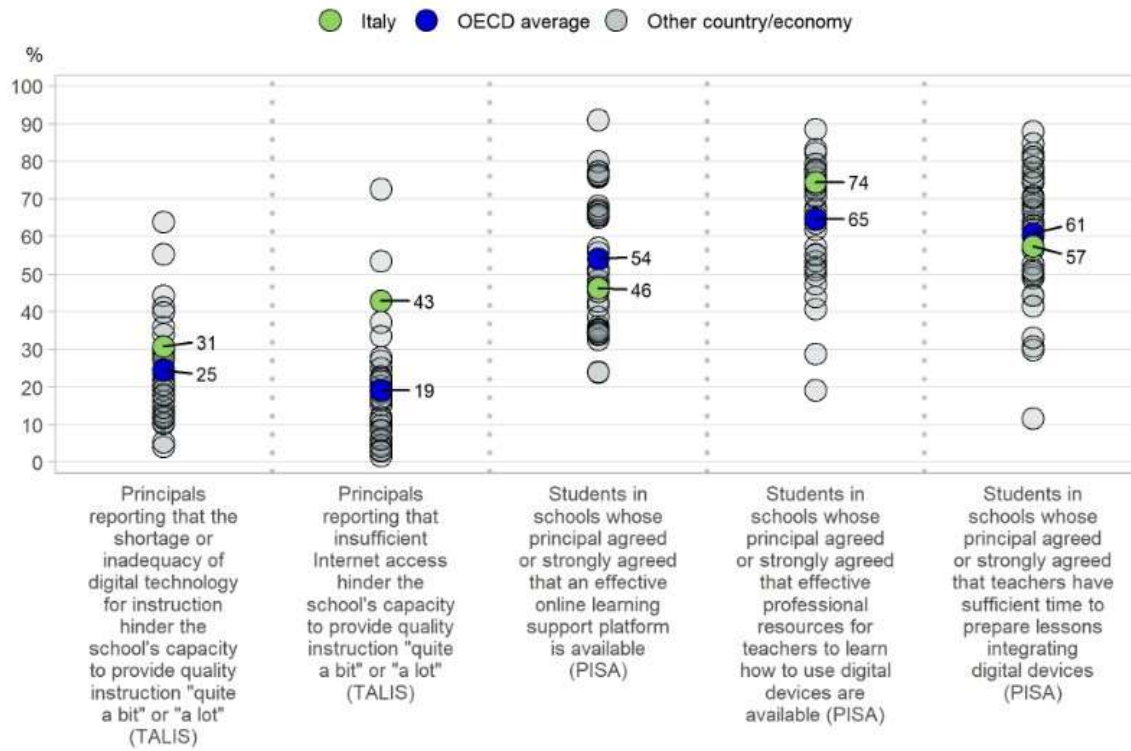 Italy OECD average Other country/economy
%
100
90
80
70
60
50
40
30
20
10
0
31
25
43
19
54
46
74
65
61
57
Principals
reporting that the
shortage or
inadequacy of
digital technology
for instruction
hinder the
school's capacity
to provide quality
instruction "quite
a bit" or "a lot"
(TALIS)
Principals
reporting that
insufficient
Internet access
hinder the
school's capacity
to provide quality
instruction "quite
a bit" or "a lot"
(TALIS)
Students in
schools whose
principal agreed
or strongly agreed
that an effective
online learning
support platform
is available
(PISA)
Students in
schools whose
principal agreed
or strongly agreed
that effective
professional
resources for
teachers to learn
how to use digital
devices are
available (PISA)
Students in
schools whose
principal agreed
or strongly agreed
that teachers have
sufficient time to
prepare lessons
integrating
digital devices
(PISA)